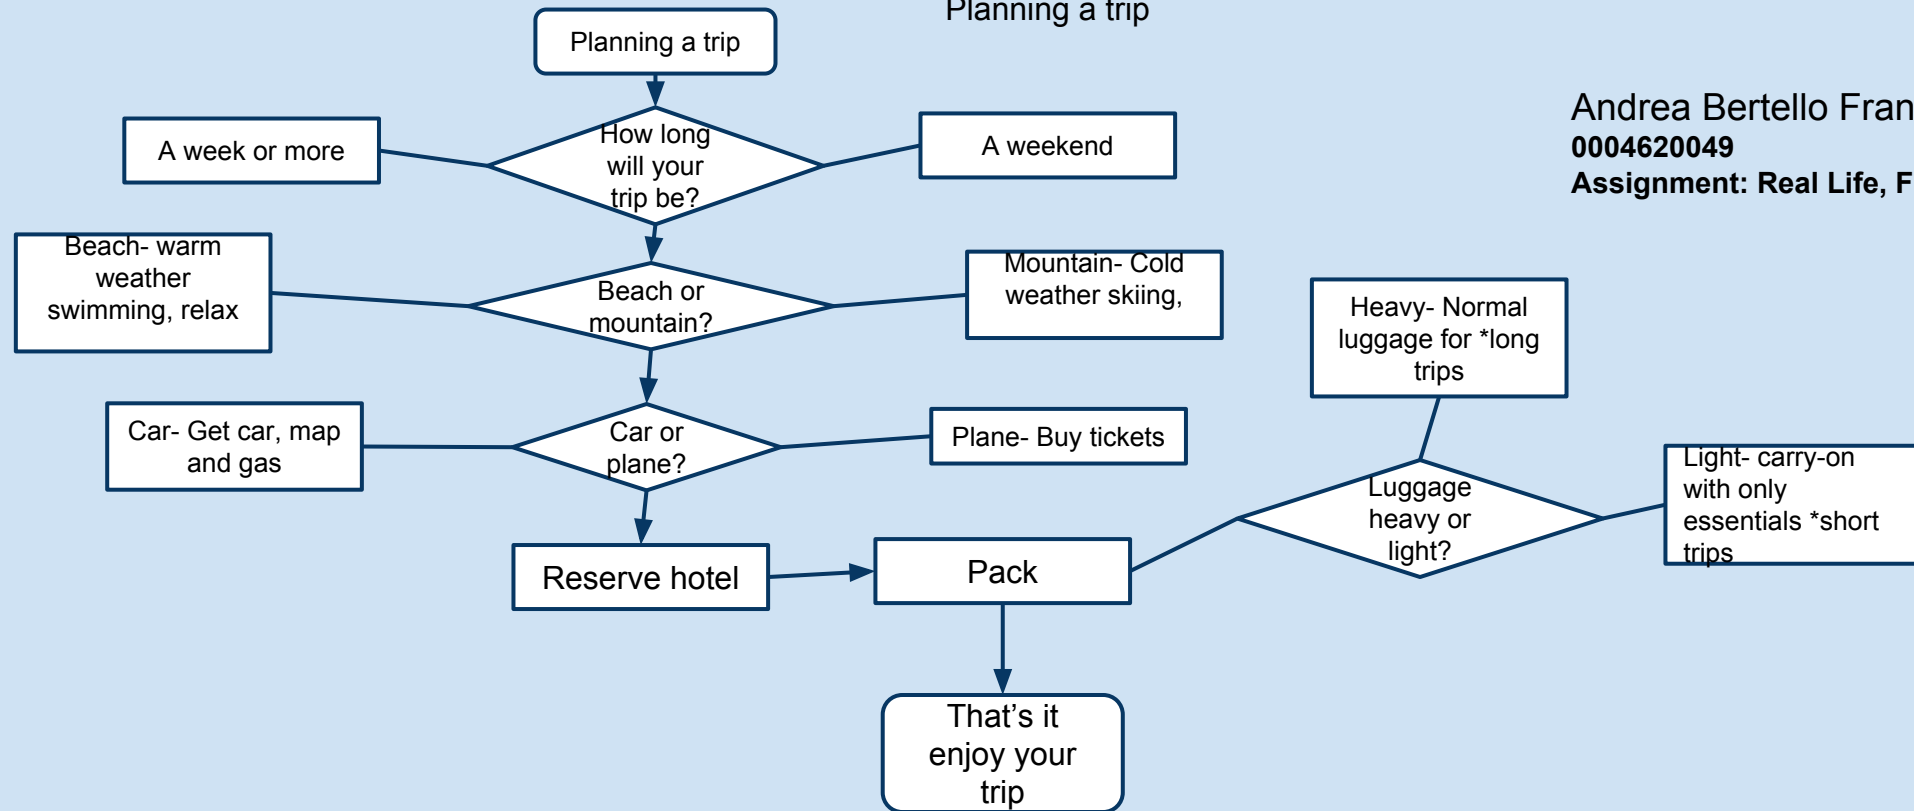 Planning a trip
Planning a trip
Andrea Bertello Fran
0004620049
Assignment: Real Life, F
How long
will your
trip be?
A week or more
A weekend
Beach- warm
weather
swimming, relax
Beach or
mountain?
Mountain- Cold
weather skiing,
Car- Get car, map
and gas
Car or
plane?
Plane- Buy tickets
Heavy- Normal
luggage for *long
trips
Luggage
heavy or
light?
Light- carry-on
with only
essentials *short
trips
Reserve hotel
Pack
That’s it
enjoy your
trip